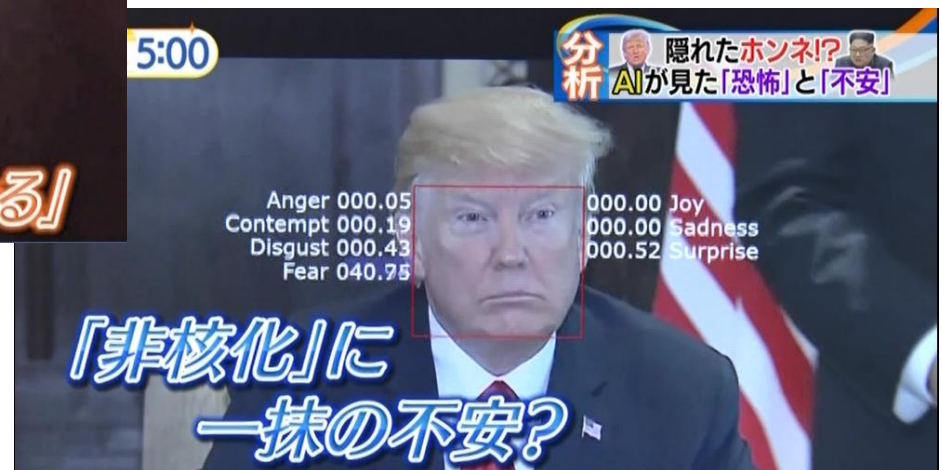 5:00
分析
隠れたホンネ!?
AIが見た「恐怖」と「不安」
る」
Anger 000.05
Contempt 000.19
Disgust 000.43
Fear 040.75
000.00 Joy
000.00 Sadness
000.52 Surprise
「非核化」に
一抹の不安?